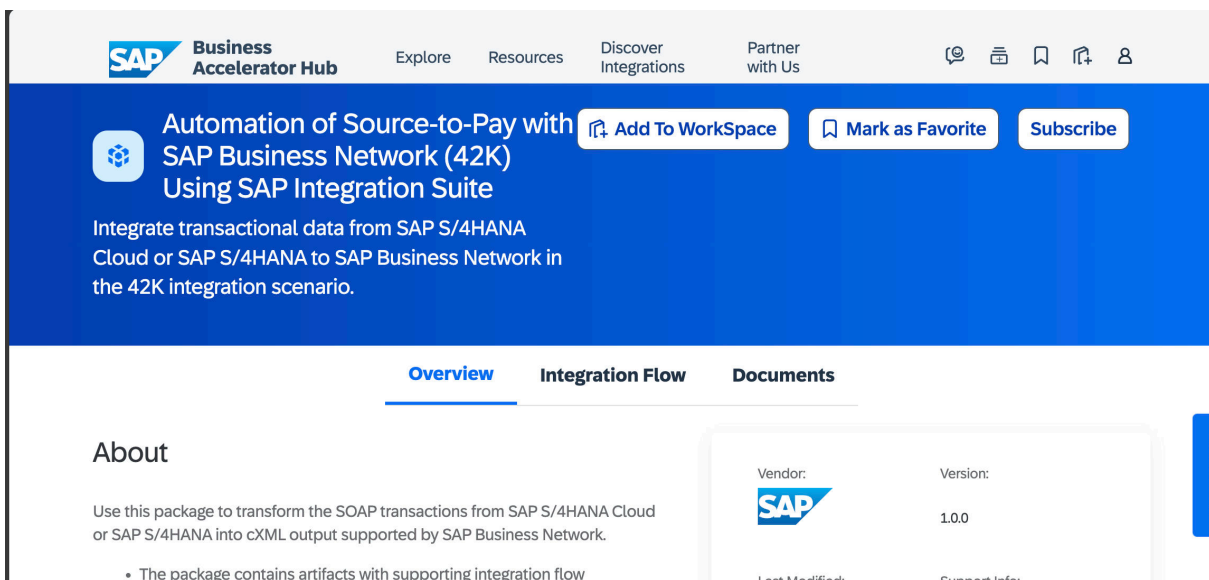 SAP
Business
Accelerator Hub
Explore
Resources
Discover
Integrations
Partner
with Us
Automation of Source-to-Pay with
SAP Business Network (42K)
Using SAP Integration Suite
Add To WorkSpace
Mark as Favorite
Subscribe
Integrate transactional data from SAP S/4HANA
Cloud or SAP S/4HANA to SAP Business Network in
the 42K integration scenario.
Overview
Integration Flow
Documents
About
Use this package to transform the SOAP transactions from SAP S/4HANA Cloud
or SAP S/4HANA into cXML output supported by SAP Business Network.
• The package contains artifacts with supporting integration flow
Vendor:
SAP
Version:
1.0.0
Last Modified:
Support Info: